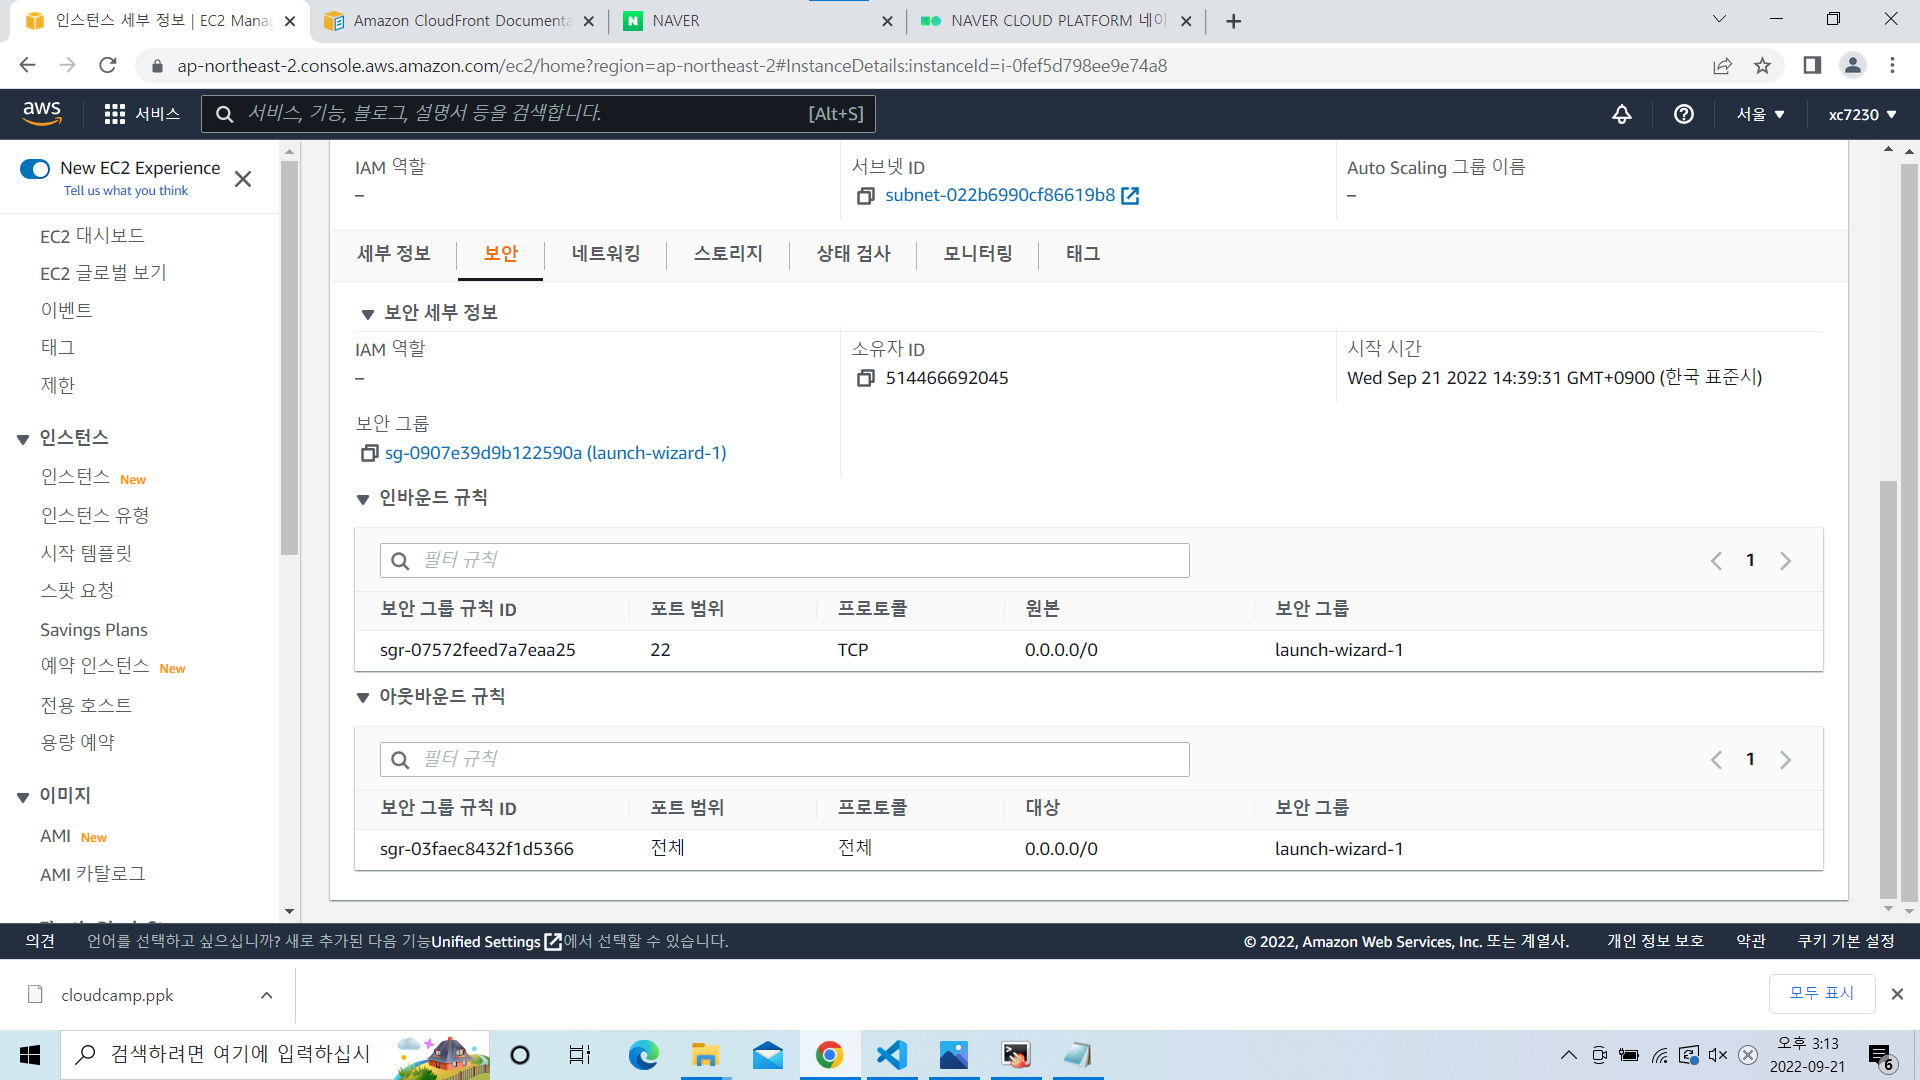 인스턴스 세부 정보 | EC2 Mana
Amazon CloudFront Documenta
NAVER
NAVER CLOUD PLATFORM 네이
ap-northeast-2.console.aws.amazon.com/ec2/home?region=ap-northeast-2#InstanceDetails:instanceId=i-0fef5d798ee9e74a8
aws
서비스
서비스, 기능, 블로그, 설명서 등을 검색합니다.
[Alt+S]
서울
xc7230
New EC2 Experience
Tell us what you think
EC2 대시보드
EC2 글로벌 보기
이벤트
태그
제한
인스턴스
인스턴스 New
인스턴스 유형
시작 템플릿
스팟 요청
Savings Plans
예약 인스턴스 New
전용 호스트
용량 예약
이미지
AMI New
AMI 카탈로그
IAM 역할
–
서브넷 ID
subnet-022b6990cf86619b8
Auto Scaling 그룹 이름
–
세부 정보
보안
네트워킹
스토리지
상태 검사
모니터링
태그
보안 세부 정보
IAM 역할
–
소유자 ID
514466692045
시작 시간
Wed Sep 21 2022 14:39:31 GMT+0900 (한국 표준시)
보안 그룹
sg-0907e39d9b122590a (launch-wizard-1)
인바운드 규칙
필터 규칙
1
보안 그룹 규칙 ID 포트 범위 프로토콜 원본 보안 그룹
sgr-07572feed7a7eaa25 22 TCP 0.0.0.0/0 launch-wizard-1
아웃바운드 규칙
필터 규칙
1
보안 그룹 규칙 ID 포트 범위 프로토콜 대상 보안 그룹
sgr-03faec8432f1d5366 전체 전체 0.0.0.0/0 launch-wizard-1
의견
언어를 선택하고 싶으십니까? 새로 추가된 다음 기능Unified Settings에서 선택할 수 있습니다.
© 2022, Amazon Web Services, Inc. 또는 계열사.
개인 정보 보호
약관
쿠키 기본 설정
cloudcamp.ppk
모두 표시
검색하려면 여기에 입력하십시
오후 3:13
2022-09-21
6